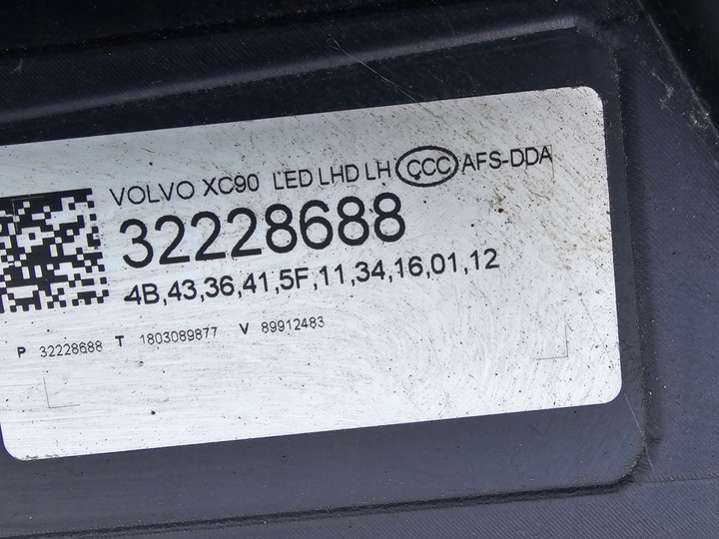 VOLVO XC90 LED LHD LH CCC AFS-DDA
32228688
4B,43,36,41,5F,11,34,16,01,12
P 32228688 T 1803089877 V 89912483